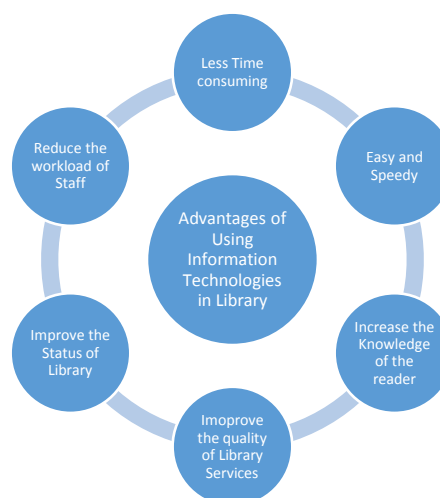 Less Time
consuming
Easy and
Speedy
Increase the
Knowledge
of the
reader
Imoprove
the quality
of Library
Services
Improve the
Status of
Library
Reduce the
workload of
Staff
Advantages of
Using
Information
Technologies
in Library